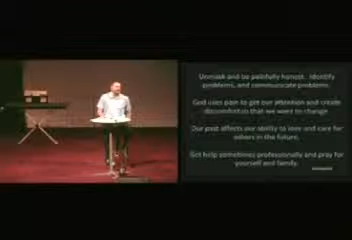 Unmask and be painfully honest. Identify
problems, and communicate problems.
God uses pain to get our attention and create
discomfort so that we want to change.
Our past affects our ability to love and care for
others in the future.
Get help sometimes professionally and pray for
yourself and family.